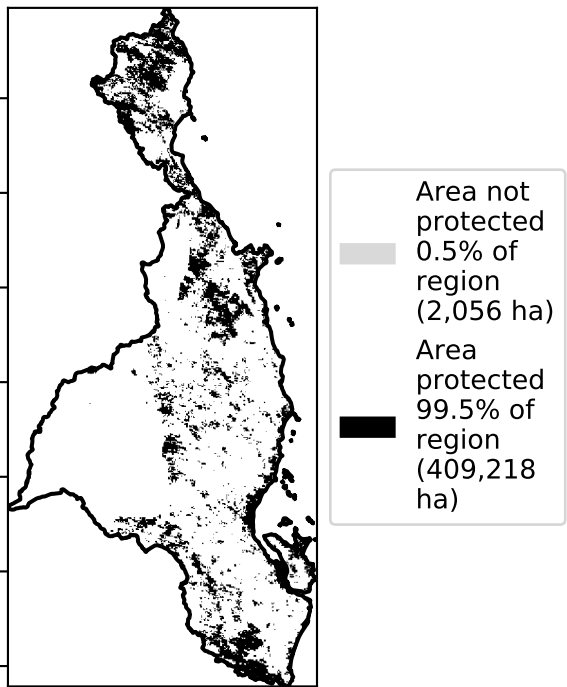 Area not
protected
0.5% of
region
(2,056 ha)
Area
protected
99.5% of
region
(409,218
ha)